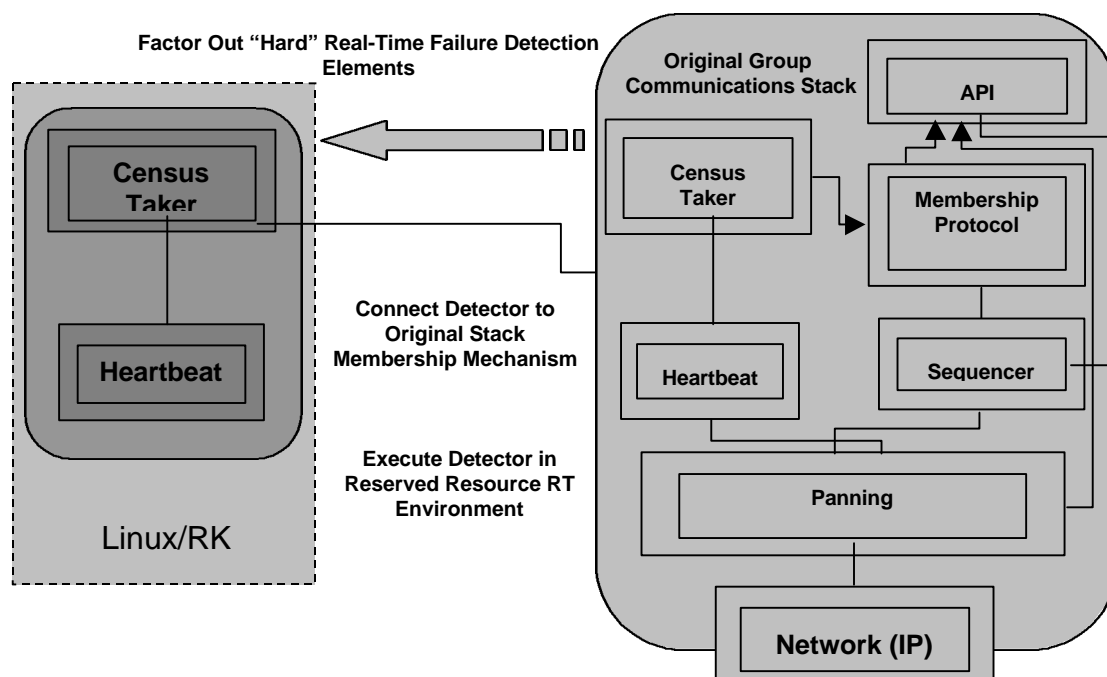 Factor Out “Hard” Real-Time Failure Detection
Elements
Original Group
Communications Stack
API
Census
Taker
Census
Taker
Membership
Protocol
Connect Detector to
Original Stack
Membership Mechanism
Heartbeat
Heartbeat
Sequencer
Execute Detector in
Reserved Resource RT
Environment
Panning
Linux/RK
Network (IP)